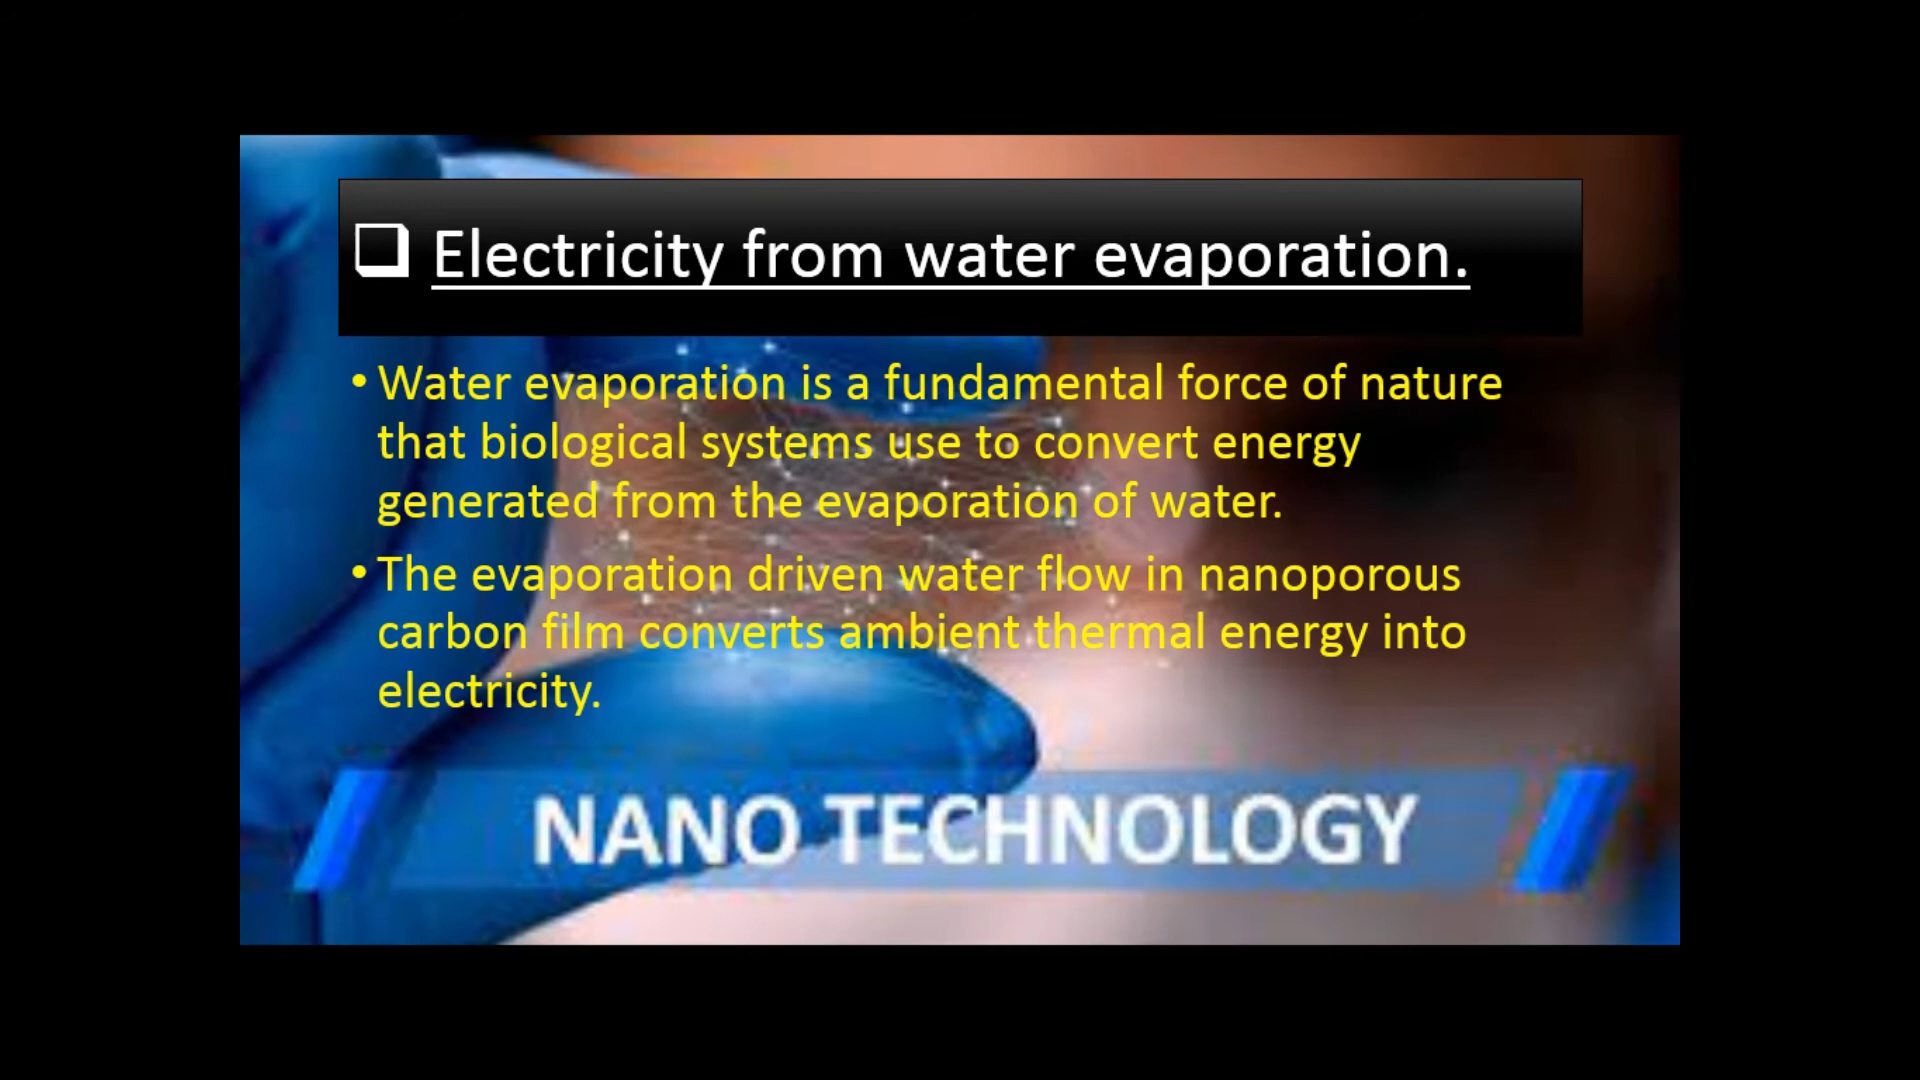 ❑ Electricity from water evaporation.
• Water evaporation is a fundamental force of nature
that biological systems use to convert energy
generated from the evaporation of water.
• The evaporation driven water flow in nanoporous
carbon film converts ambient thermal energy into
electricity.
NANO TECHNOLOGY